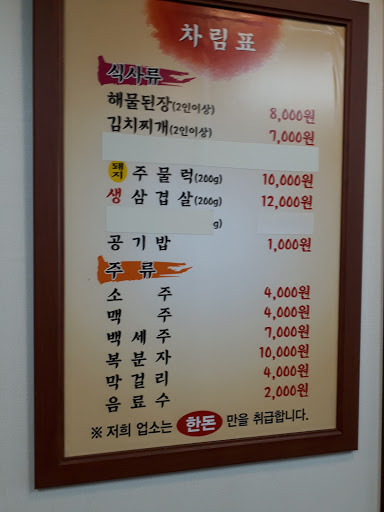 차림표
식사류
해물된장(2인이상) 8,000원
김치찌개(2인이상) 7,000원
돼지 주물럭(200g) 10,000원
생삼겹살(200g) 12,000원
g)
공기밥 1,000원
주류
소주 4,000원
맥주 4,000원
백세주 7,000원
복분자 10,000원
막걸리 4,000원
음료수 2,000원
※ 저희 업소는 한돈 만을 취급합니다.